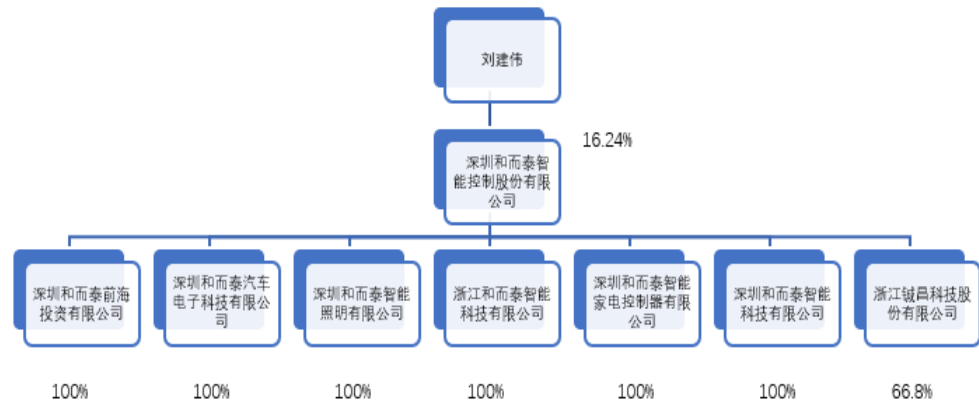 刘建伟
16.24%
深圳和而泰智
能控制股份有限
公司
深圳和而泰前海
投资有限公司
深圳和而泰汽车
电子科技有限公
司
深圳和而泰智能
照明有限公司
浙江和而泰智能
科技有限公司
深圳和而泰智能
家电控制器有限
公司
深圳和而泰智能
科技有限公司
浙江铖昌科技股
份有限公司
100%
100%
100%
100%
100%
100%
66.8%